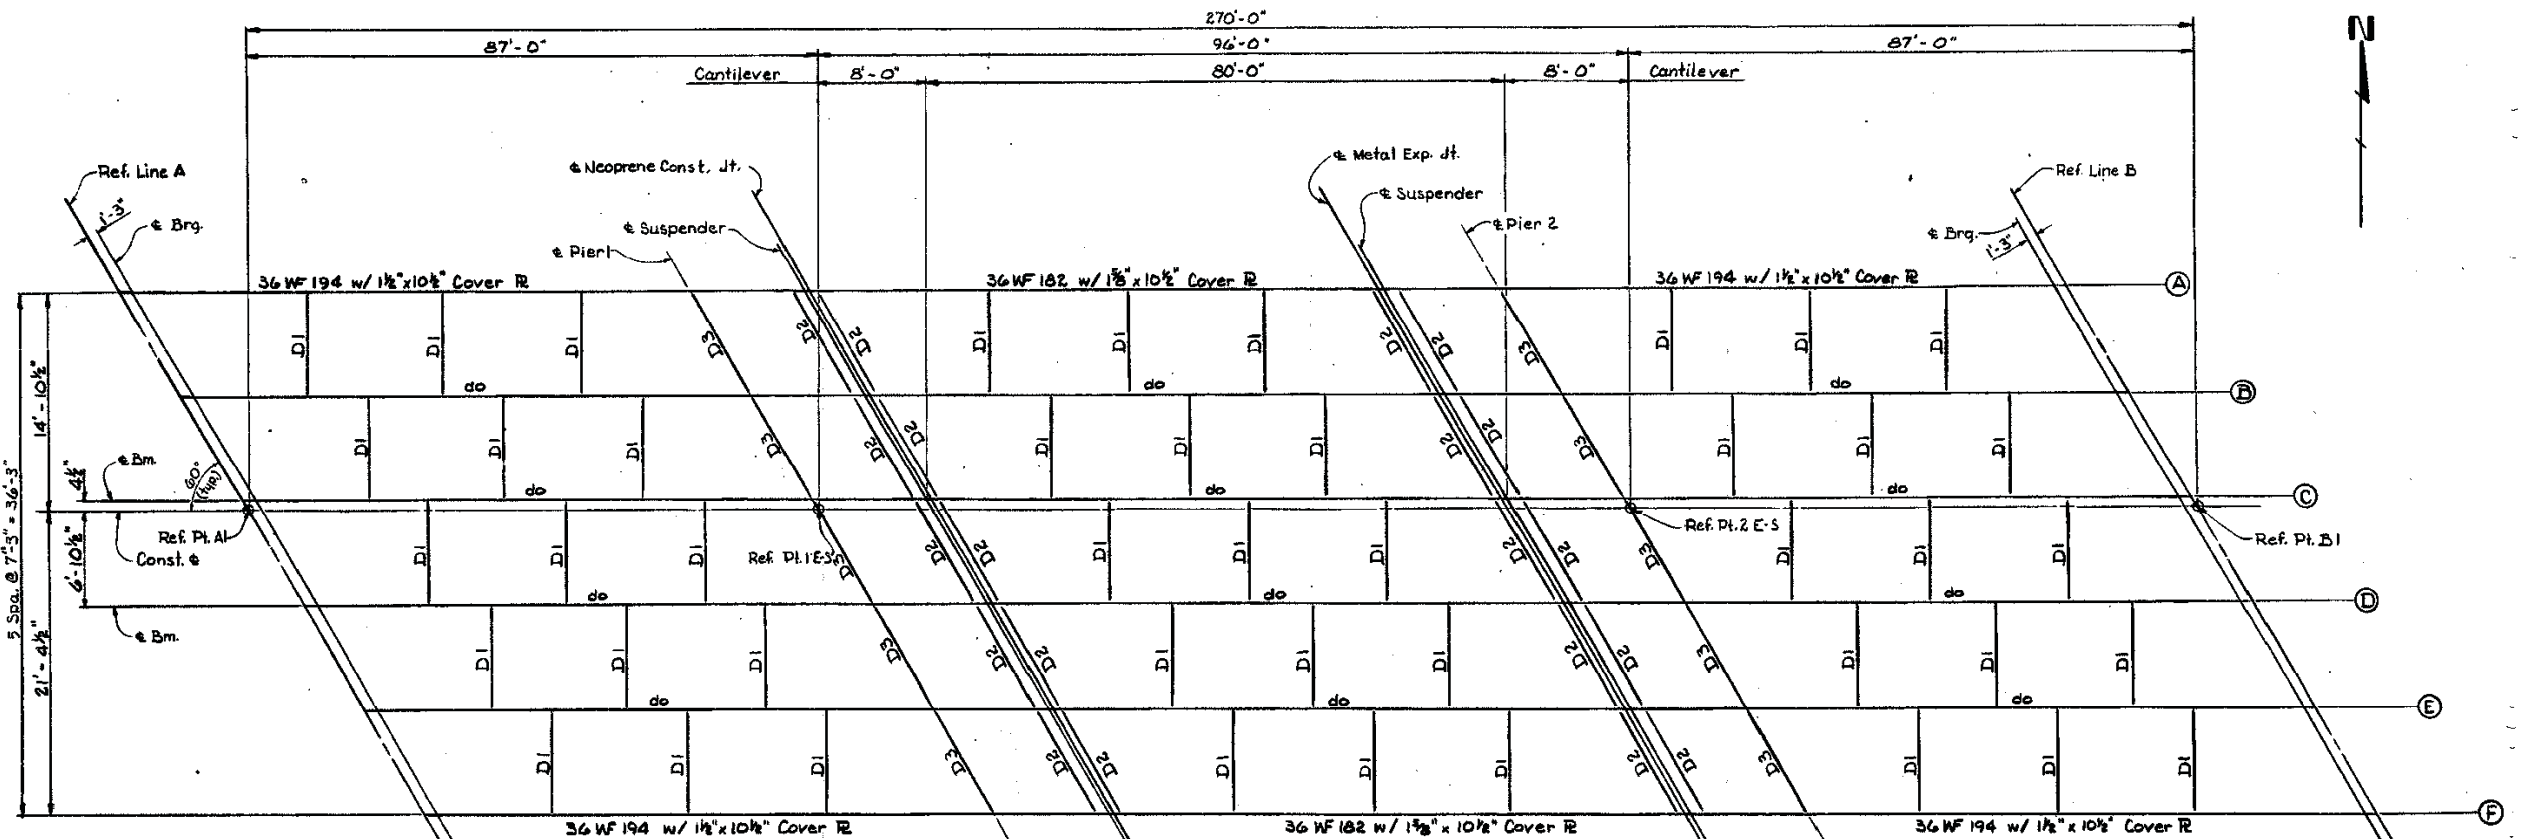 270'-0"
87'-0"
96'-0"
87'-0"
Cantilever
8'-0"
80'-0"
8'-0"
Cantilever
N
Ref. Line A
1'-3"
℄ Brg.
℄ Neoprene Const. Jt.
℄ Suspender
℄ Pier 1
℄ Metal Exp. Jt.
℄ Suspender
℄ Pier 2
Ref. Line B
℄ Brg.
1'-3"
36 WF 194 w/ 1½"x10½" Cover PL
36 WF 182 w/ 1⅝"x10½" Cover PL
36 WF 194 w/ 1½"x10½" Cover PL
A
D1 D1 D1 D3 D2 D2 D1 D1 D1 D2 D2 D3 D1 D1 D1
do do
B
D1 D1 D1 D3 D2 D2 D1 D1 D1 D2 D2 D3 D1 D1 D1
14'-10½"
℄ Bm.
4½"
60°
(typ.)
do do do
C
Ref. Pt. A1
Const. ℄
Ref. Pt. 1 E-S
Ref. Pt. 2 E-S
Ref. Pt. B1
D1 D1 D1 D3 D2 D2 D1 D1 D1 D2 D2 D3 D1 D1 D1
6'-10½"
5 Spa. @ 7'-3" = 36'-3"
do do do
D
℄ Bm.
21'-4½"
D1 D1 D1 D3 D2 D2 D1 D1 D1 D2 D2 D3 D1 D1 D1
do do do
E
D1 D1 D1 D3 D2 D2 D1 D1 D1 D2 D2 D3 D1 D1 D1
F
36 WF 194 w/ 1½"x10½" Cover PL
36 WF 182 w/ 1⅝"x10½" Cover PL
36 WF 194 w/ 1½"x10½" Cover PL